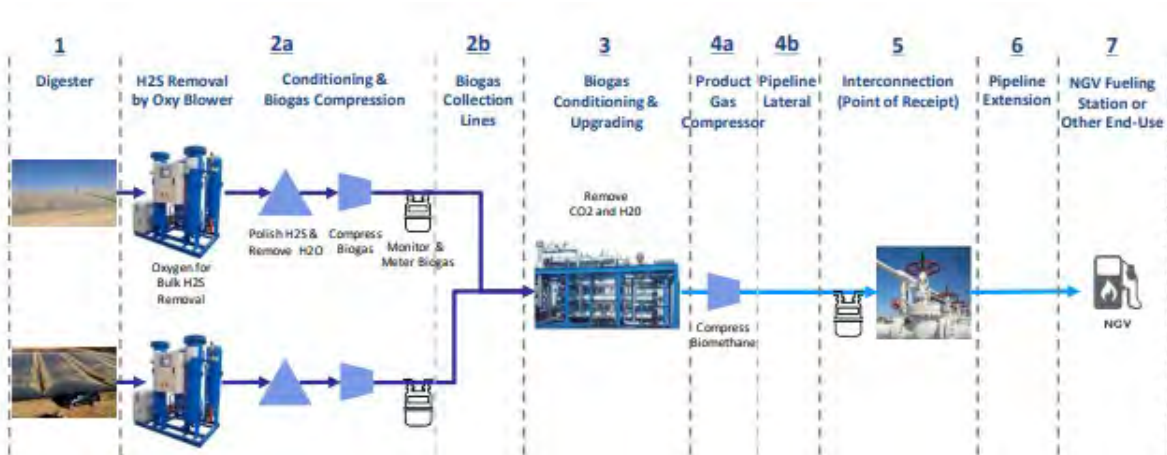 1
Digester
H2S Removal
by Oxy Blower
2a
Conditioning &
Biogas Compression
2b
Biogas
Collection
Lines
3
Biogas
Conditioning &
Upgrading
4a
Product
Gas
Compressor
4b
Pipeline
Lateral
5
Interconnection
(Point of Receipt)
6
Pipeline
Extension
7
NGV Fueling
Station or
Other End-Use
Oxygen for
Bulk H2S
Removal
Polish H2S &
Remove H2O
Compress
Biogas
Monitor &
Meter Biogas
Remove
CO2 and H20
Compress
Biomethane
NGV